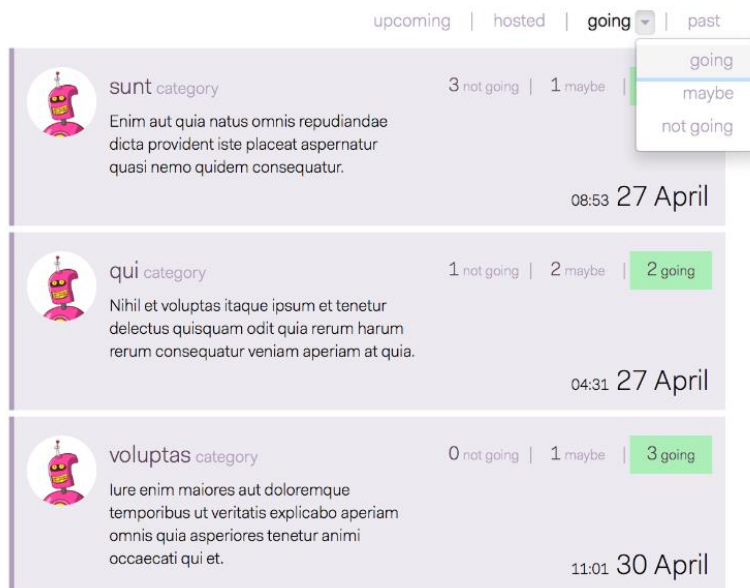 upcoming | hosted | going | past
going
maybe
not going
sunt category
3 not going | 1 maybe |
Enim aut quia natus omnis repudiandae
dicta provident iste placeat aspernatur
quasi nemo quidem consequatur.
08:53 27 April
qui category
1 not going | 2 maybe | 2 going
Nihil et voluptas itaque ipsum et tenetur
delectus quisquam odit quia rerum harum
rerum consequatur veniam aperiam at quia.
04:31 27 April
voluptas category
0 not going | 1 maybe | 3 going
Iure enim maiores aut doloremque
temporibus ut veritatis explicabo aperiam
omnis quia asperiores tenetur animi
occaecati qui et.
11:01 30 April